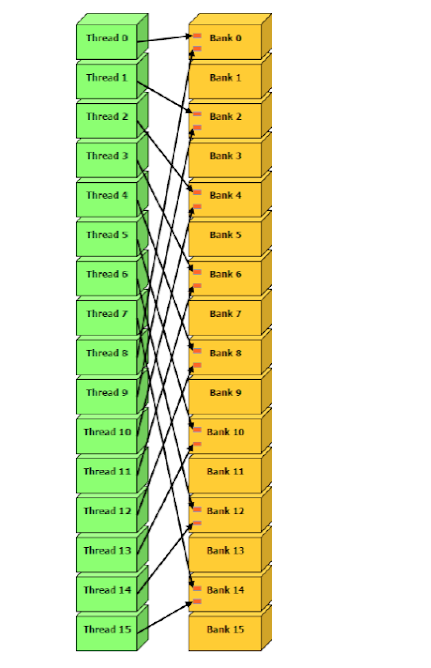 Thread 0 Bank 0
Thread 1 Bank 1
Thread 2 Bank 2
Thread 3 Bank 3
Thread 4 Bank 4
Thread 5 Bank 5
Thread 6 Bank 6
Thread 7 Bank 7
Thread 8 Bank 8
Thread 9 Bank 9
Thread 10 Bank 10
Thread 11 Bank 11
Thread 12 Bank 12
Thread 13 Bank 13
Thread 14 Bank 14
Thread 15 Bank 15